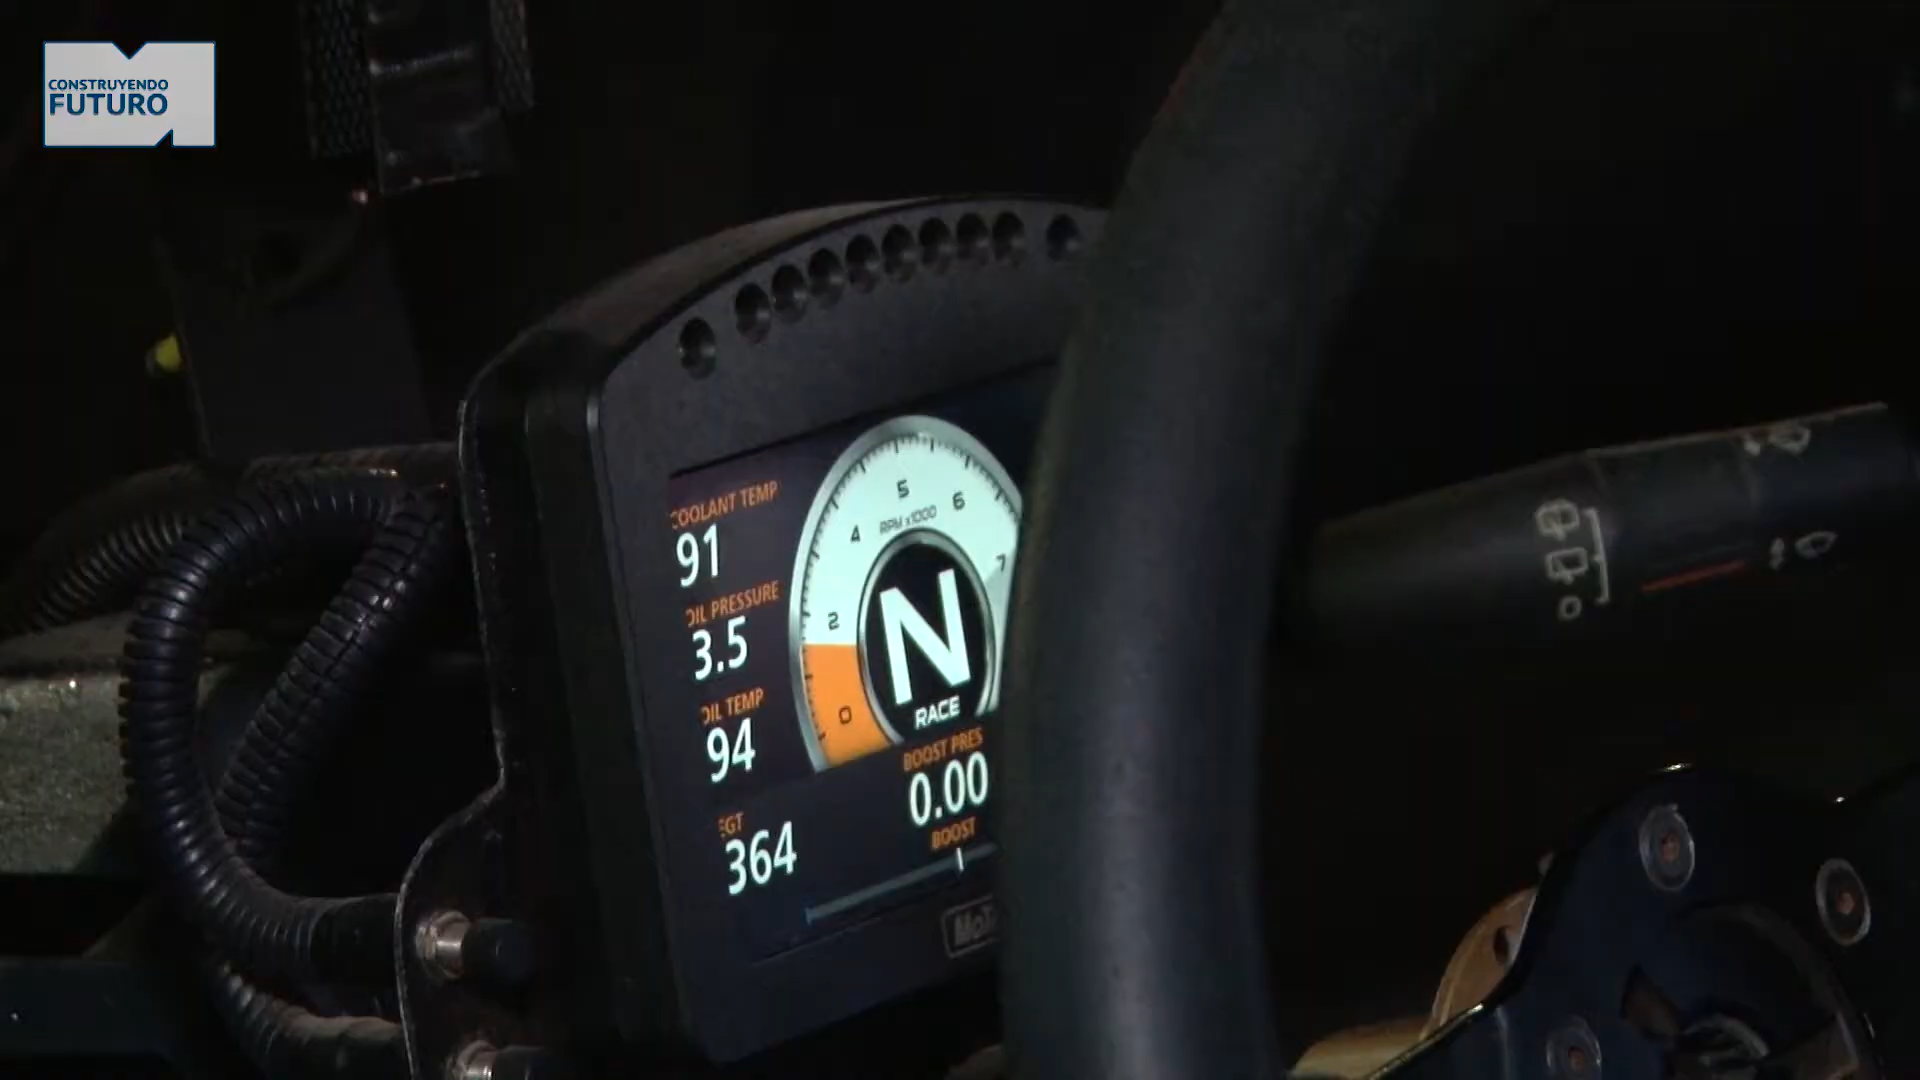 CONSTRUYENDO
FUTURO
COOLANT TEMP
91
OIL PRESSURE
3.5
OIL TEMP
94
EGT
364
0
2
4
5
6
7
RPM x1000
N
RACE
BOOST PRES
0.00
BOOST